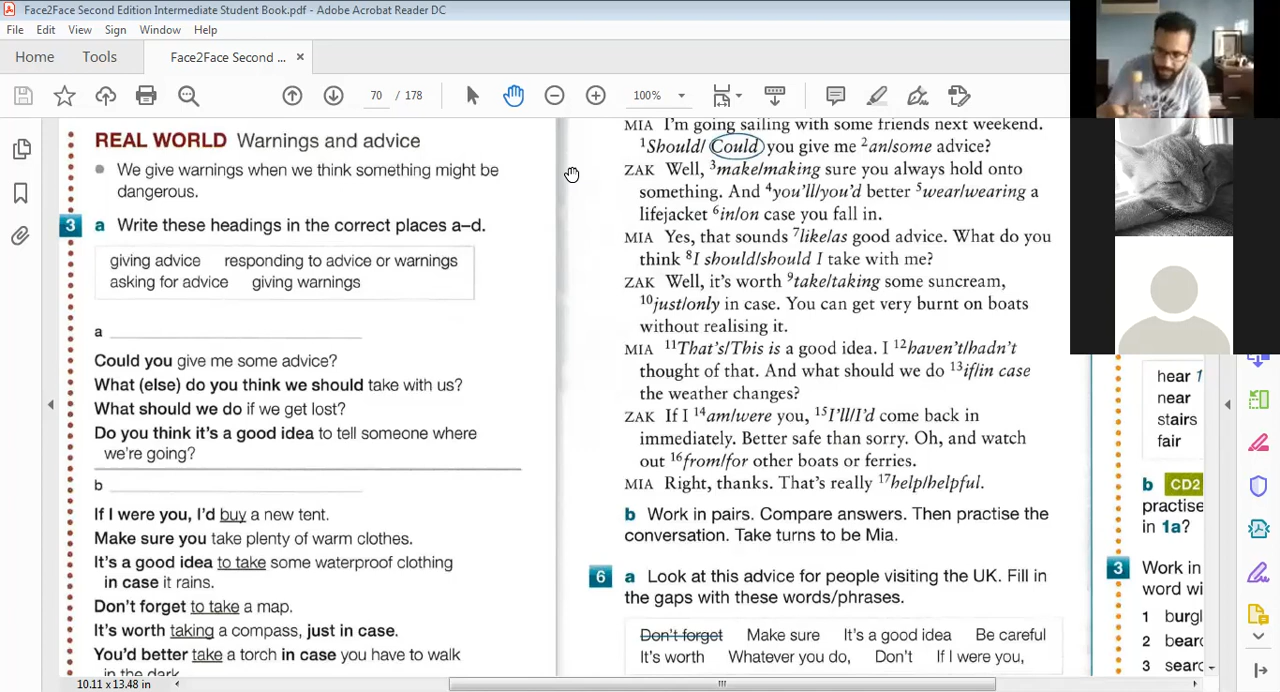 Face2Face Second Edition Intermediate Student Book.pdf - Adobe Acrobat Reader DC
File Edit View Sign Window Help
Home Tools Face2Face Second ... ×
70 / 178 100%
REAL WORLD Warnings and advice
We give warnings when we think something might be
dangerous.
3 a Write these headings in the correct places a–d.
giving advice responding to advice or warnings
asking for advice giving warnings
a
Could you give me some advice?
What (else) do you think we should take with us?
What should we do if we get lost?
Do you think it's a good idea to tell someone where
we're going?
b
If I were you, I'd buy a new tent.
Make sure you take plenty of warm clothes.
It's a good idea to take some waterproof clothing
in case it rains.
Don't forget to take a map.
It's worth taking a compass, just in case.
You'd better take a torch in case you have to walk
in the dark
MIA I'm going sailing with some friends next weekend.
1Should/ Could you give me 2an/some advice?
ZAK Well, 3make/making sure you always hold onto
something. And 4you'll/you'd better 5wear/wearing a
lifejacket 6in/on case you fall in.
MIA Yes, that sounds 7like/as good advice. What do you
think 8I should/should I take with me?
ZAK Well, it's worth 9take/taking some suncream,
10just/only in case. You can get very burnt on boats
without realising it.
MIA 11That's/This is a good idea. I 12haven't/hadn't
thought of that. And what should we do 13if/in case
the weather changes?
ZAK If I 14am/were you, 15I'll/I'd come back in
immediately. Better safe than sorry. Oh, and watch
out 16from/for other boats or ferries.
MIA Right, thanks. That's really 17help/helpful.
b Work in pairs. Compare answers. Then practise the
conversation. Take turns to be Mia.
6 a Look at this advice for people visiting the UK. Fill in
the gaps with these words/phrases.
Don't forget Make sure It's a good idea Be careful
It's worth Whatever you do, Don't If I were you,
hear 1
near
stairs
fair
b CD2
practise
in 1a?
3 Work in
word wi
1 burgl
2 bear
3 sear
10.11 x 13.48 in